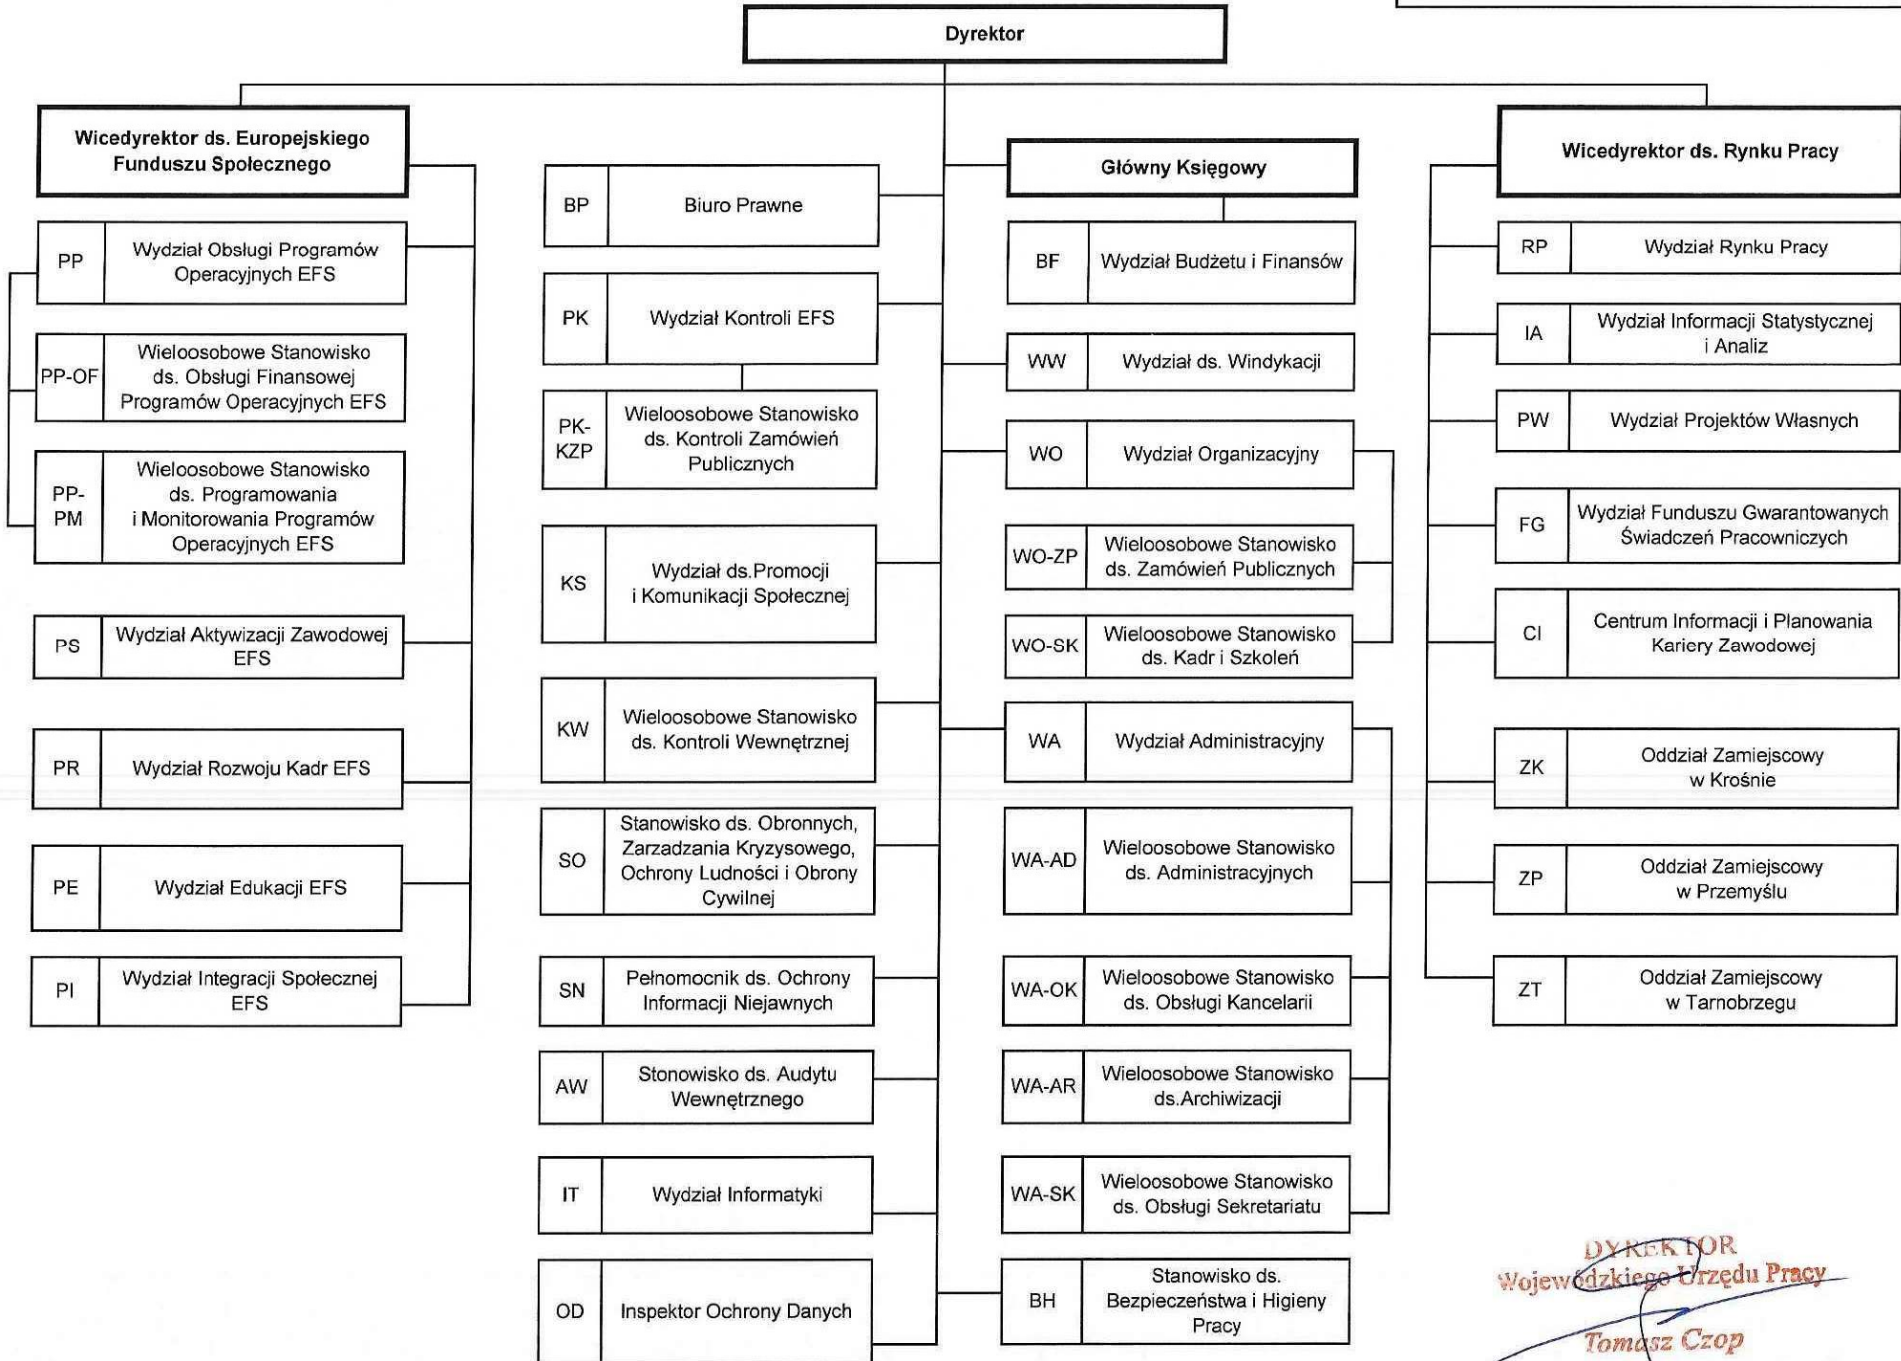 Dyrektor
Wicedyrektor ds. Europejskiego
Funduszu Społecznego
PP
Wydział Obsługi Programów
Operacyjnych EFS
PP-OF
Wieloosobowe Stanowisko
ds. Obsługi Finansowej
Programów Operacyjnych EFS
PP-
PM
Wieloosobowe Stanowisko
ds. Programowania
i Monitorowania Programów
Operacyjnych EFS
PS
Wydział Aktywizacji Zawodowej
EFS
PR
Wydział Rozwoju Kadr EFS
PE
Wydział Edukacji EFS
PI
Wydział Integracji Społecznej
EFS
BP
Biuro Prawne
PK
Wydział Kontroli EFS
PK-
KZP
Wieloosobowe Stanowisko
ds. Kontroli Zamówień
Publicznych
KS
Wydział ds.Promocji
i Komunikacji Społecznej
KW
Wieloosobowe Stanowisko
ds. Kontroli Wewnętrznej
SO
Stanowisko ds. Obronnych,
Zarzadzania Kryzysowego,
Ochrony Ludności i Obrony
Cywilnej
SN
Pełnomocnik ds. Ochrony
Informacji Niejawnych
AW
Stonowisko ds. Audytu
Wewnętrznego
IT
Wydział Informatyki
OD
Inspektor Ochrony Danych
Główny Księgowy
BF
Wydział Budżetu i Finansów
WW
Wydział ds. Windykacji
WO
Wydział Organizacyjny
WO-ZP
Wieloosobowe Stanowisko
ds. Zamówień Publicznych
WO-SK
Wieloosobowe Stanowisko
ds. Kadr i Szkoleń
WA
Wydział Administracyjny
WA-AD
Wieloosobowe Stanowisko
ds. Administracyjnych
WA-OK
Wieloosobowe Stanowisko
ds. Obsługi Kancelarii
WA-AR
Wieloosobowe Stanowisko
ds.Archiwizacji
WA-SK
Wieloosobowe Stanowisko
ds. Obsługi Sekretariatu
BH
Stanowisko ds.
Bezpieczeństwa i Higieny
Pracy
Wicedyrektor ds. Rynku Pracy
RP
Wydział Rynku Pracy
IA
Wydział Informacji Statystycznej
i Analiz
PW
Wydział Projektów Własnych
FG
Wydział Funduszu Gwarantowanych
Świadczeń Pracowniczych
CI
Centrum Informacji i Planowania
Kariery Zawodowej
ZK
Oddział Zamiejscowy
w Krośnie
ZP
Oddział Zamiejscowy
w Przemyślu
ZT
Oddział Zamiejscowy
w Tarnobrzegu
DYREKTOR
Wojewódzkiego Urzędu Pracy
Tomasz Czop